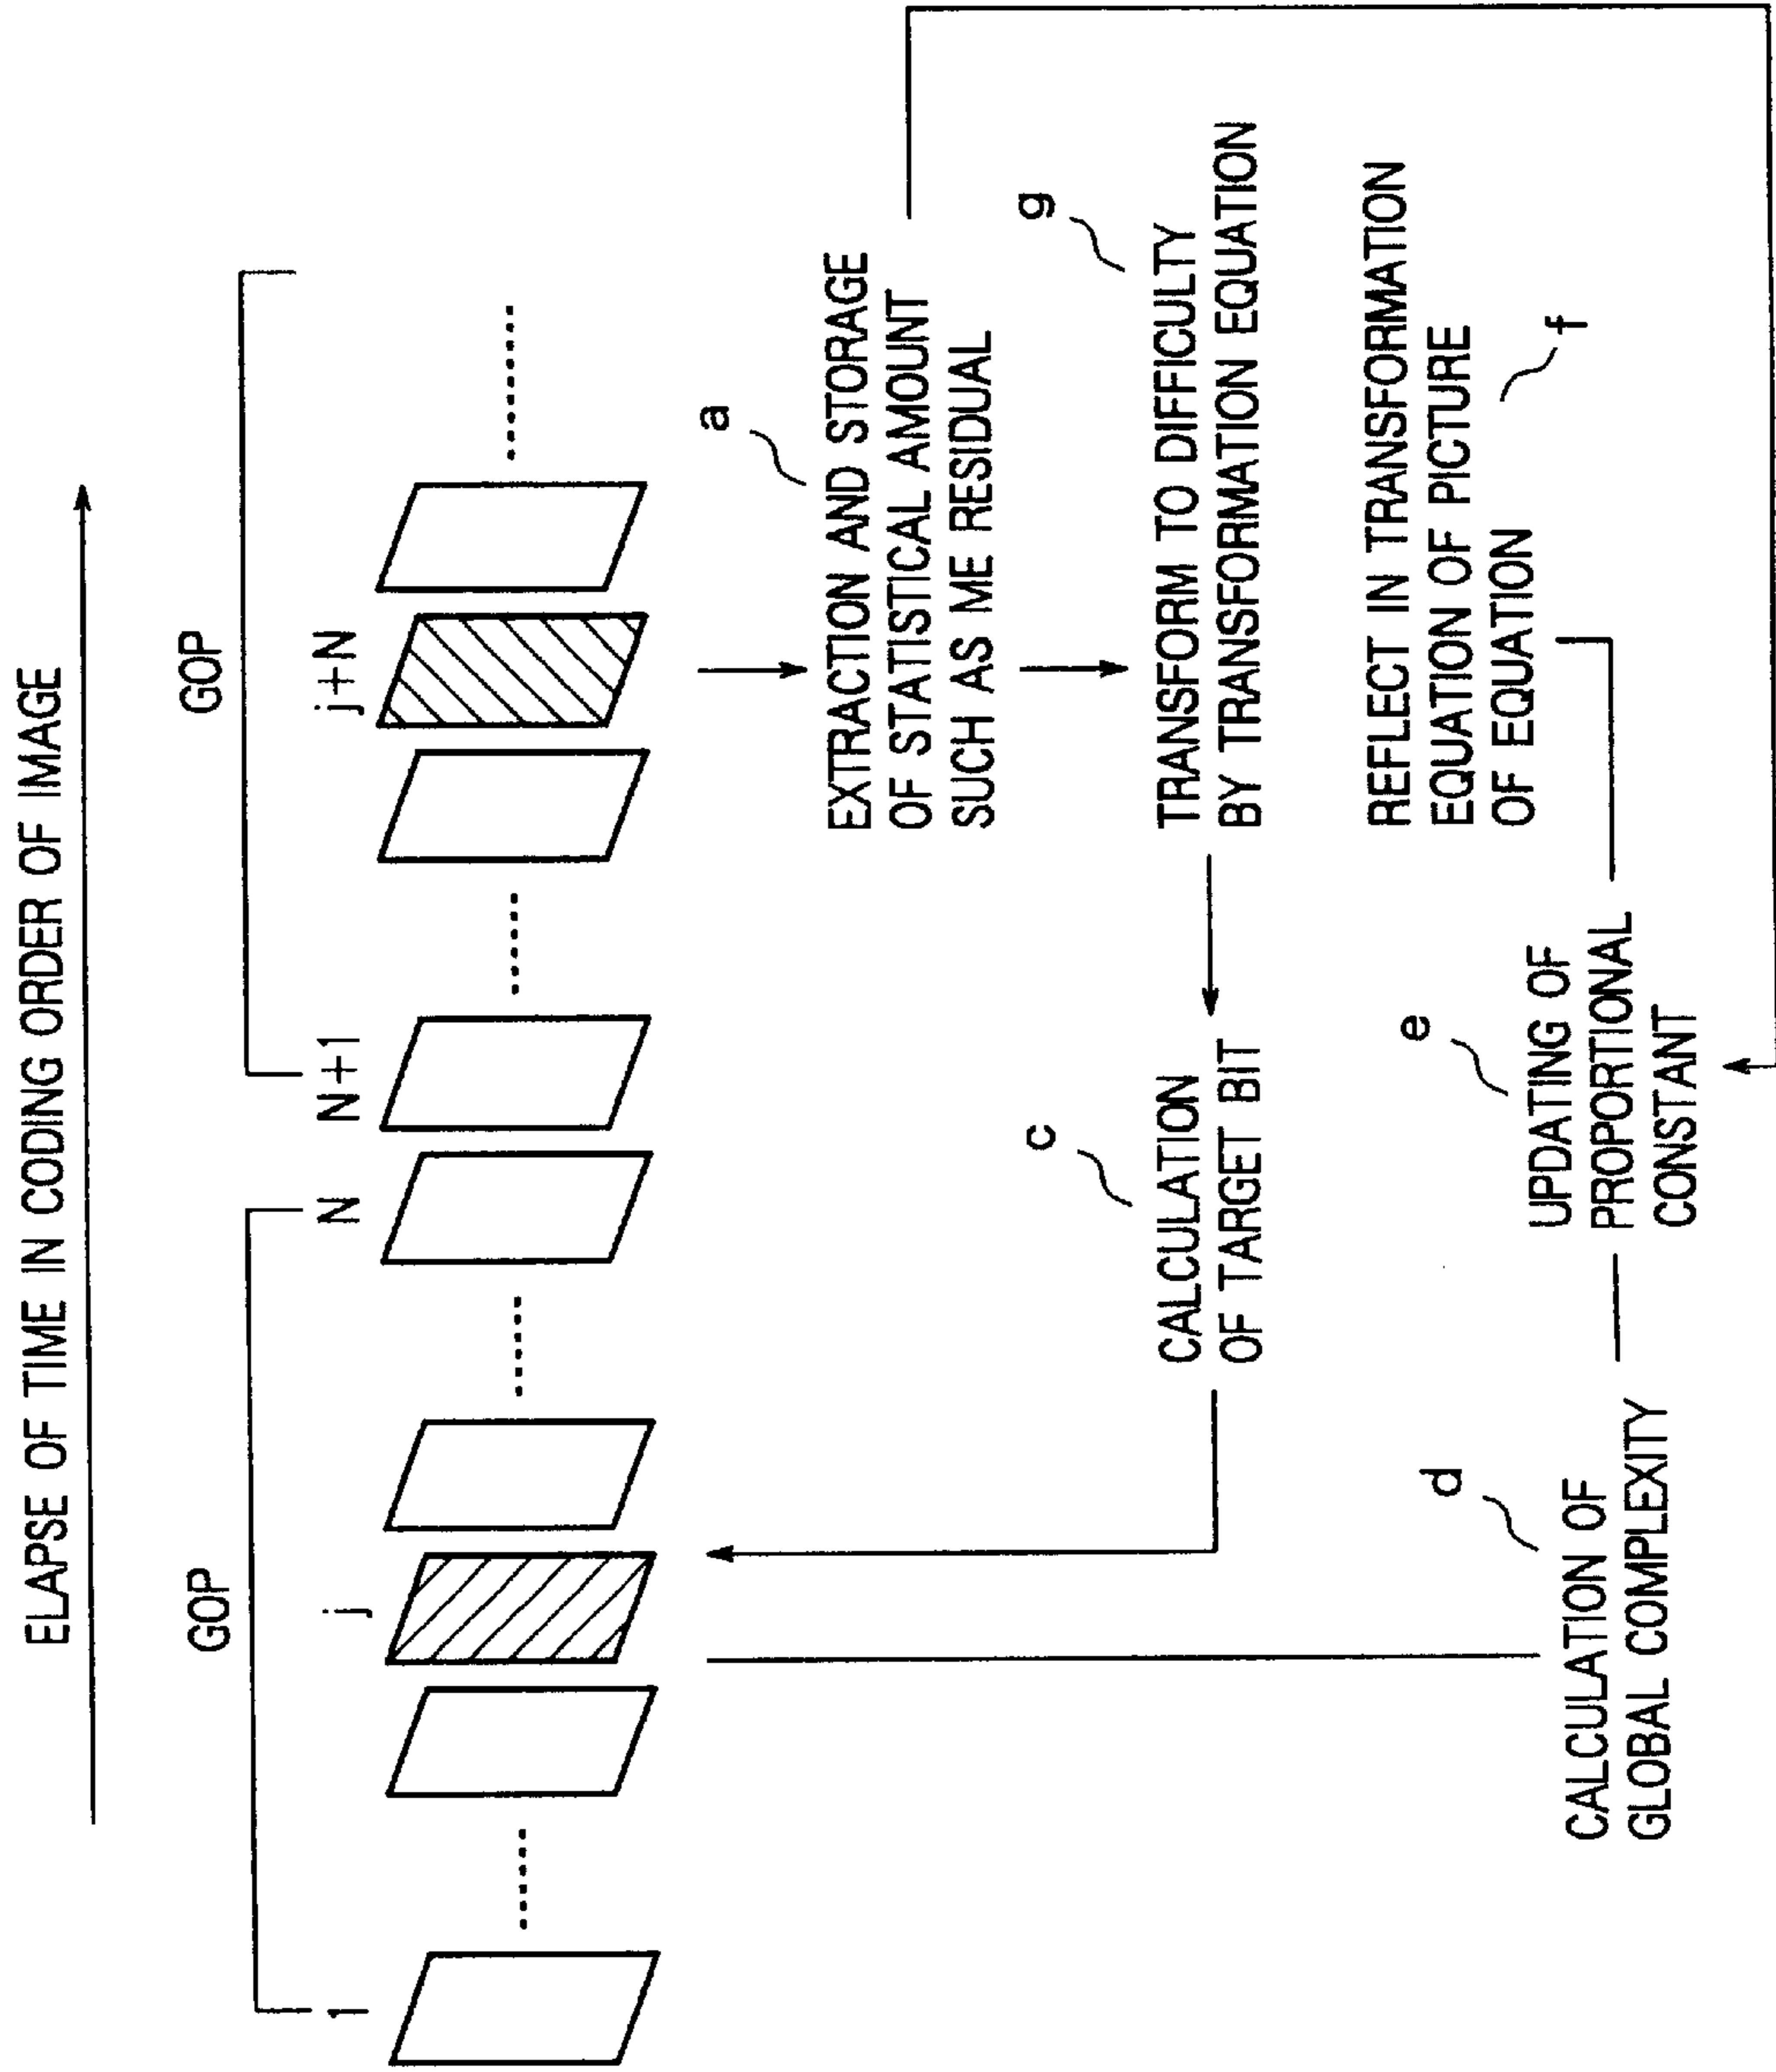 ELAPSE OF TIME IN CODING ORDER OF IMAGE
GOP
GOP
1
j
N
N+1
j+N
a
EXTRACTION AND STORAGE
OF STATISTICAL AMOUNT
SUCH AS ME RESIDUAL
g
TRANSFORM TO DIFFICULTY
BY TRANSFORMATION EQUATION
c
CALCULATION
OF TARGET BIT
REFLECT IN TRANSFORMATION
EQUATION OF PICTURE
OF EQUATION
f
e
UPDATING OF
PROPORTIONAL
CONSTANT
d
CALCULATION OF
GLOBAL COMPLEXITY